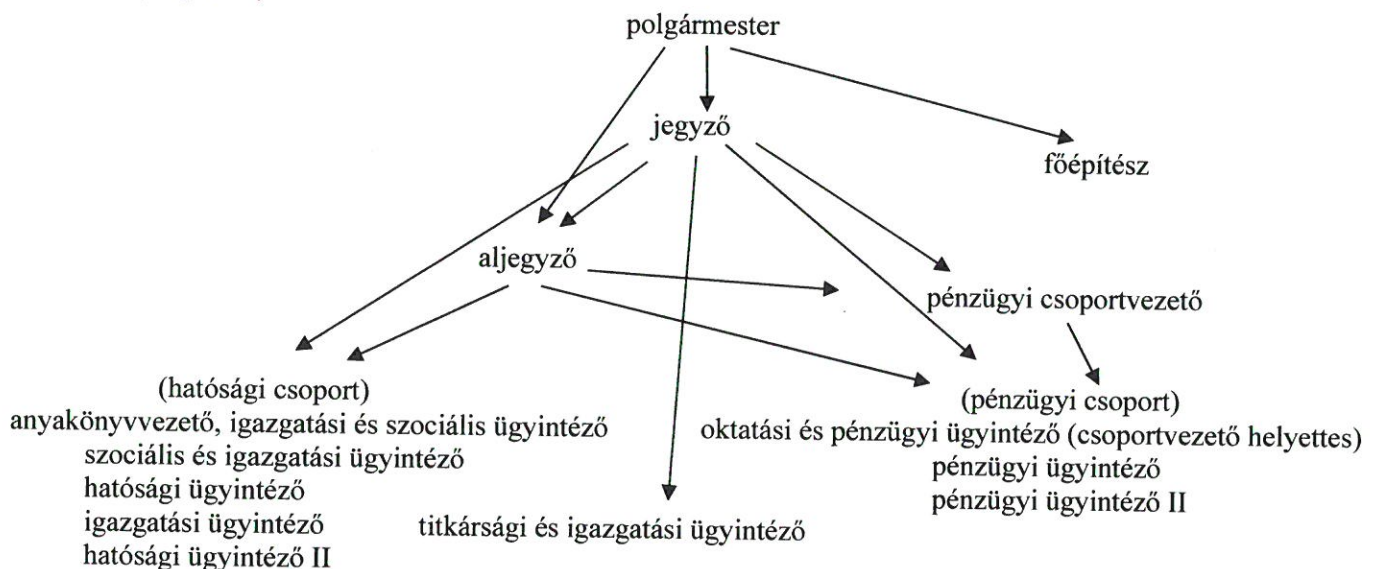 polgármester
jegyző
főépítész
aljegyző
pénzügyi csoportvezető
(hatósági csoport)
anyakönyvvezető, igazgatási és szociális ügyintéző
szociális és igazgatási ügyintéző
hatósági ügyintéző
igazgatási ügyintéző
hatósági ügyintéző II
titkársági és igazgatási ügyintéző
(pénzügyi csoport)
oktatási és pénzügyi ügyintéző (csoportvezető helyettes)
pénzügyi ügyintéző
pénzügyi ügyintéző II